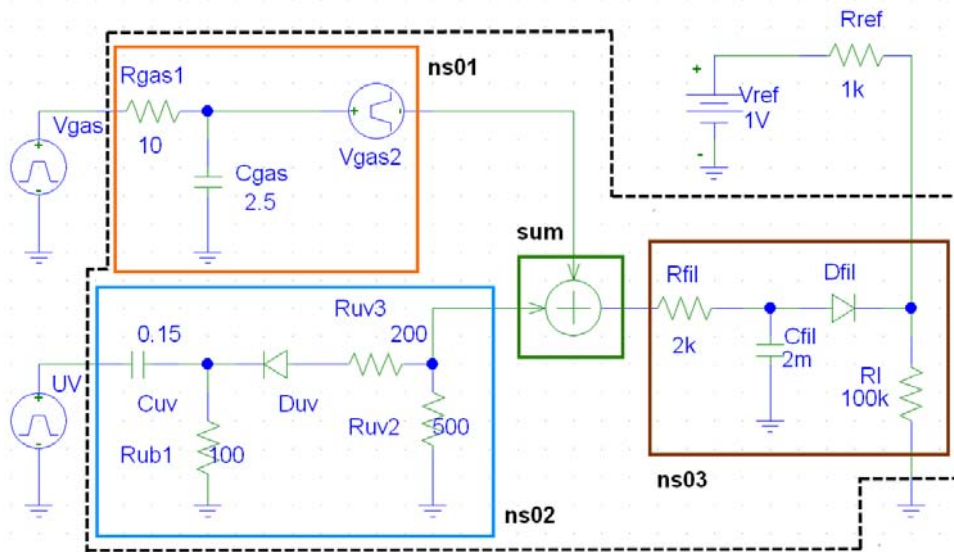 Rref
ns01
Rgas1
1k
Vref
1V
Vgas
10
Vgas2
Cgas
2.5
sum
Rfil
Dfil
Ruv3
0.15
200
2k
Cfil
2m
Rl
100k
UV
Cuv
Duv
Ruv2
500
Rub1
100
ns03
ns02